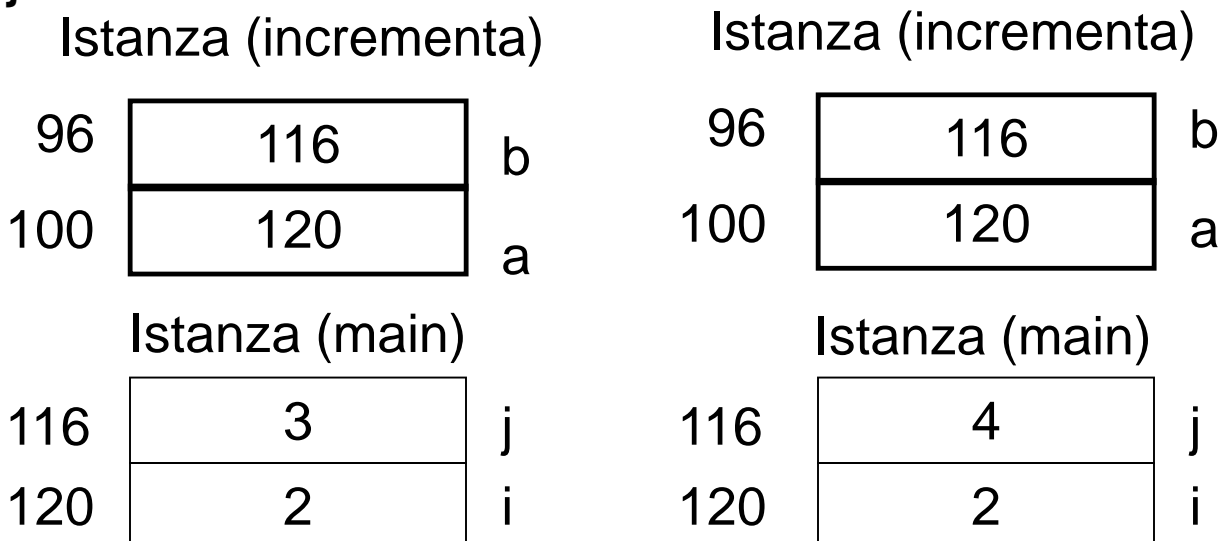 Istanza (incrementa)
96 116 b
100 120 a
Istanza (main)
116 3 j
120 2 i
Istanza (incrementa)
96 116 b
100 120 a
Istanza (main)
116 4 j
120 2 i